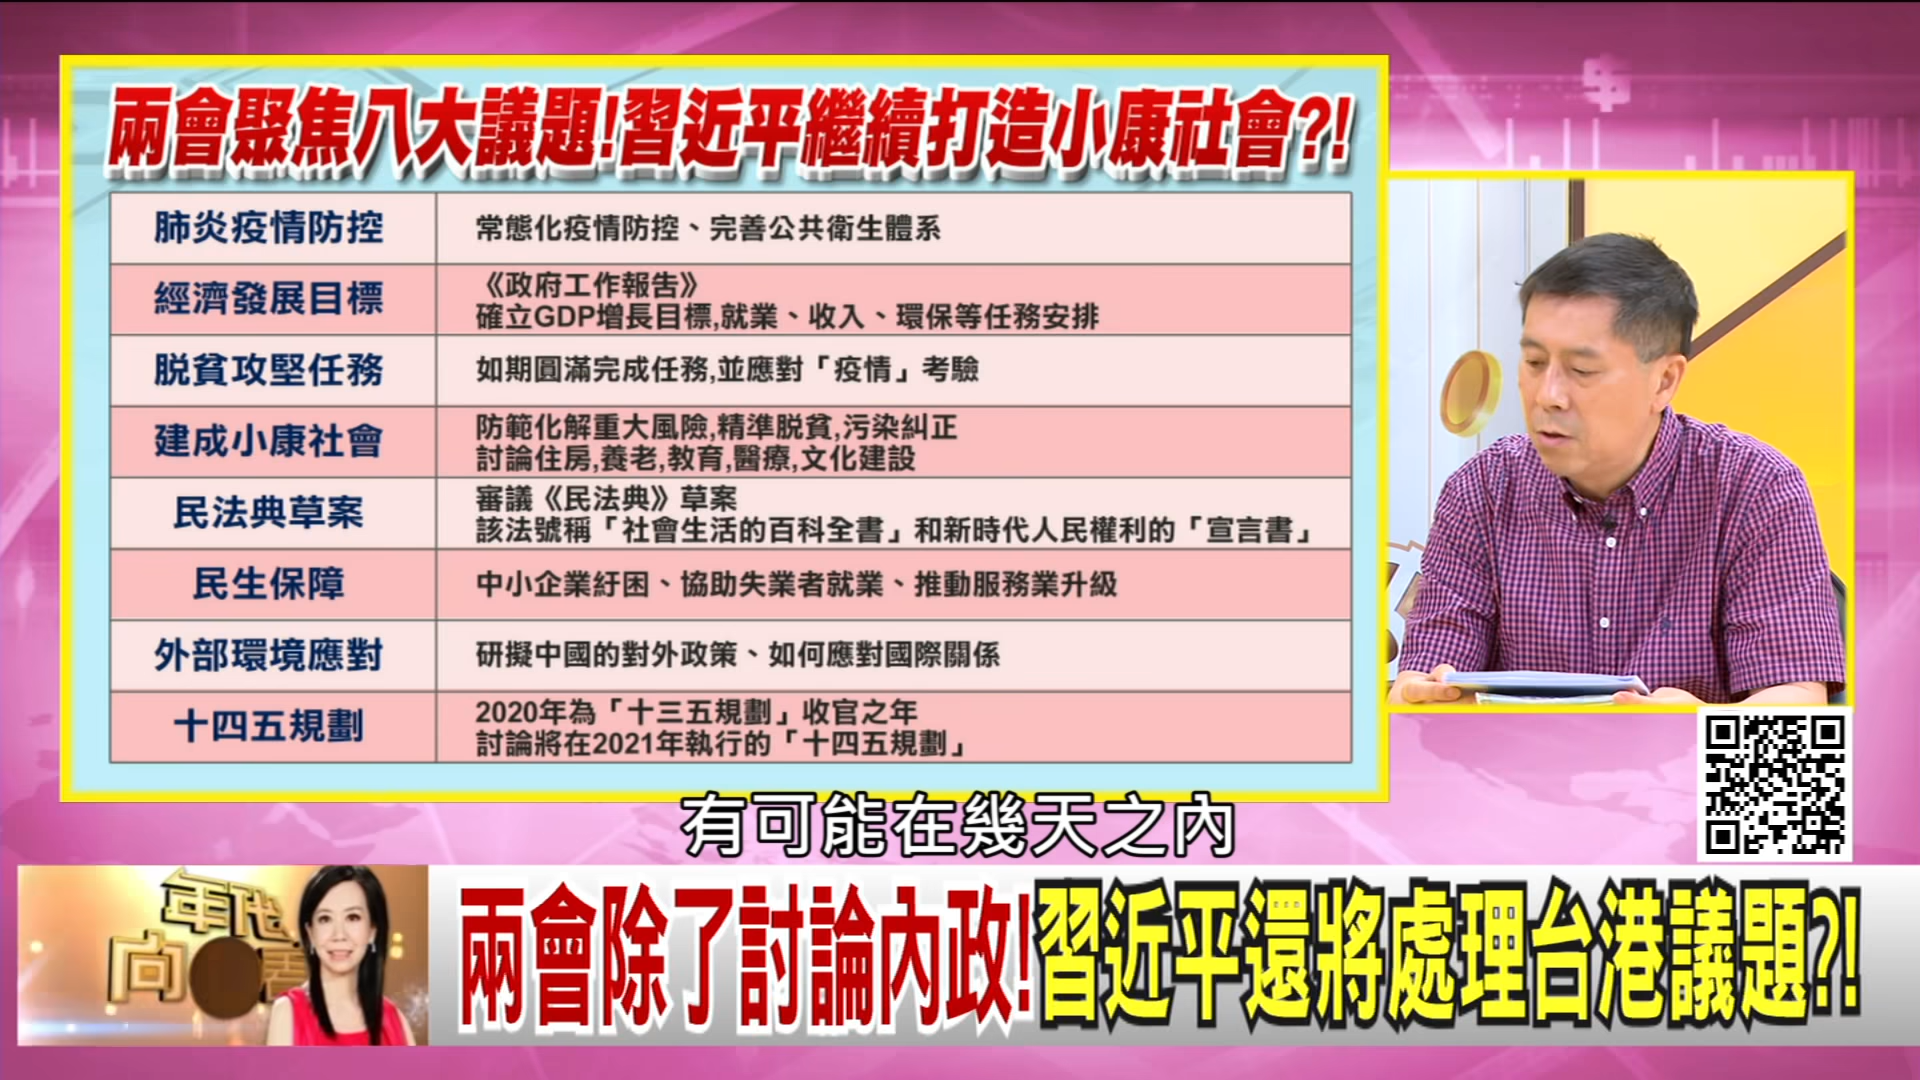 兩會聚焦八大議題!習近平繼續打造小康社會?!
肺炎疫情防控
常態化疫情防控、完善公共衛生體系
經濟發展目標
《政府工作報告》
確立GDP增長目標,就業、收入、環保等任務安排
脫貧攻堅任務
如期圓滿完成任務,並應對「疫情」考驗
建成小康社會
防範化解重大風險,精準脫貧,污染糾正
討論住房,養老,教育,醫療,文化建設
民法典草案
審議《民法典》草案
該法號稱「社會生活的百科全書」和新時代人民權利的「宣言書」
民生保障
中小企業紓困、協助失業者就業、推動服務業升級
外部環境應對
研擬中國的對外政策、如何應對國際關係
十四五規劃
2020年為「十三五規劃」收官之年
討論將在2021年執行的「十四五規劃」
有可能在幾天之內
年代
向
兩會除了討論內政!習近平還將處理台港議題?!